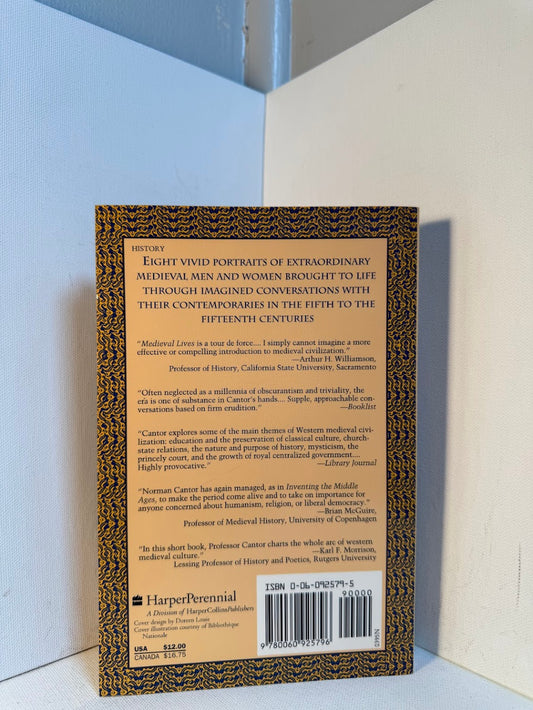 HISTORY
EIGHT VIVID PORTRAITS OF EXTRAORDINARY
MEDIEVAL MEN AND WOMEN BROUGHT TO LIFE
THROUGH IMAGINED CONVERSATIONS WITH
THEIR CONTEMPORARIES IN THE FIFTH TO THE
FIFTEENTH CENTURIES
"Medieval Lives is a tour de force.... I simply cannot imagine a more
effective or compelling introduction to medieval civilization."
—Arthur H. Williamson,
Professor of History, California State University, Sacramento
"Often neglected as a millennia of obscurantism and triviality, the
era is one of substance in Cantor's hands.... Supple, approachable con-
versations based on firm erudition."
—Booklist
"Cantor explores some of the main themes of Western medieval civi-
lization: education and the preservation of classical culture, church-
state relations, the nature and purpose of history, mysticism, the
princely court, and the growth of royal centralized government....
Highly provocative."
—Library Journal
"Norman Cantor has again managed, as in Inventing the Middle
Ages, to make the period come alive and to take on importance for
anyone concerned about humanism, religion, or liberal democracy."
—Brian McGuire,
Professor of Medieval History, University of Copenhagen
"In this short book, Professor Cantor charts the whole arc of western
medieval culture."
—Karl F. Morrison,
Lessing Professor of History and Poetics, Rutgers University
HarperPerennial
A Division of HarperCollinsPublishers
Cover design by Doreen Louie
Cover illustration courtesy of Bibliothèque
Nationale
USA $12.00
CANADA $16.75
ISBN 0-06-092579-5
90000
9 780060 925796